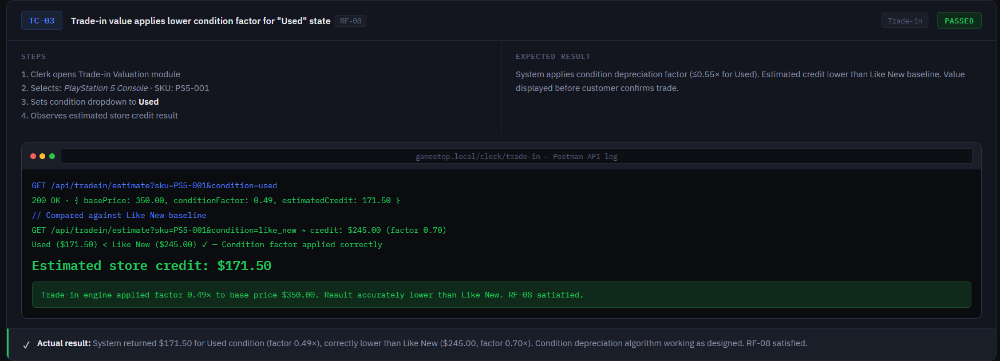 TC-03 Trade-in value applies lower condition factor for "Used" state RF-08 Trade-in PASSED
STEPS
1. Clerk opens Trade-in Valuation module
2. Selects: PlayStation 5 Console · SKU: PS5-001
3. Sets condition dropdown to Used
4. Observes estimated store credit result
EXPECTED RESULT
System applies condition depreciation factor (≤0.55× for Used). Estimated credit lower than Like New baseline. Value
displayed before customer confirms trade.
gamestop.local/clerk/trade-in — Postman API log
GET /api/tradein/estimate?sku=PS5-001&condition=used
200 OK · { basePrice: 350.00, conditionFactor: 0.49, estimatedCredit: 171.50 }
// Compared against Like New baseline
GET /api/tradein/estimate?sku=PS5-001&condition=like_new → credit: $245.00 (factor 0.70)
Used ($171.50) < Like New ($245.00) ✓ — Condition factor applied correctly
Estimated store credit: $171.50
Trade-in engine applied factor 0.49× to base price $350.00. Result accurately lower than Like New. RF-08 satisfied.
✓ Actual result: System returned $171.50 for Used condition (factor 0.49×), correctly lower than Like New ($245.00, factor 0.70×). Condition depreciation algorithm working as designed. RF-08 satisfied.